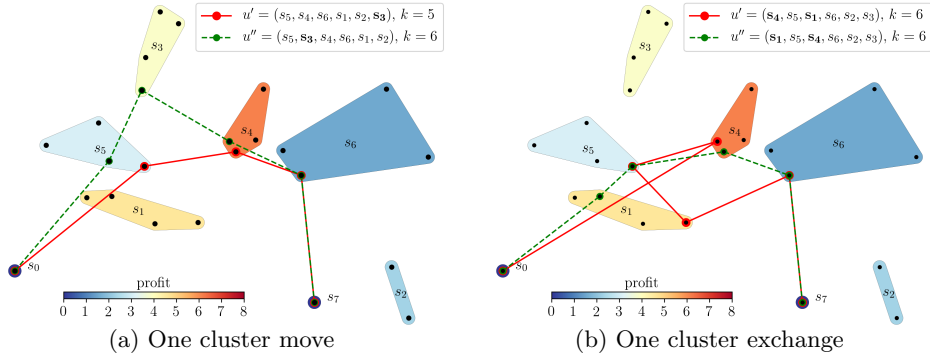 u′ = (s₅, s₄, s₆, s₁, s₂, **s₃**), k = 5
u″ = (s₅, **s₃**, s₄, s₆, s₁, s₂), k = 6
s₃
s₄
s₅
s₆
s₁
s₀
s₇
s₂
profit
0 1 2 3 4 5 6 7 8
(a) One cluster move
u′ = (**s₄**, s₅, **s₁**, s₆, s₂, s₃), k = 6
u″ = (**s₁**, s₅, **s₄**, s₆, s₂, s₃), k = 6
s₃
s₄
s₅
s₆
s₁
s₀
s₇
s₂
profit
0 1 2 3 4 5 6 7 8
(b) One cluster exchange